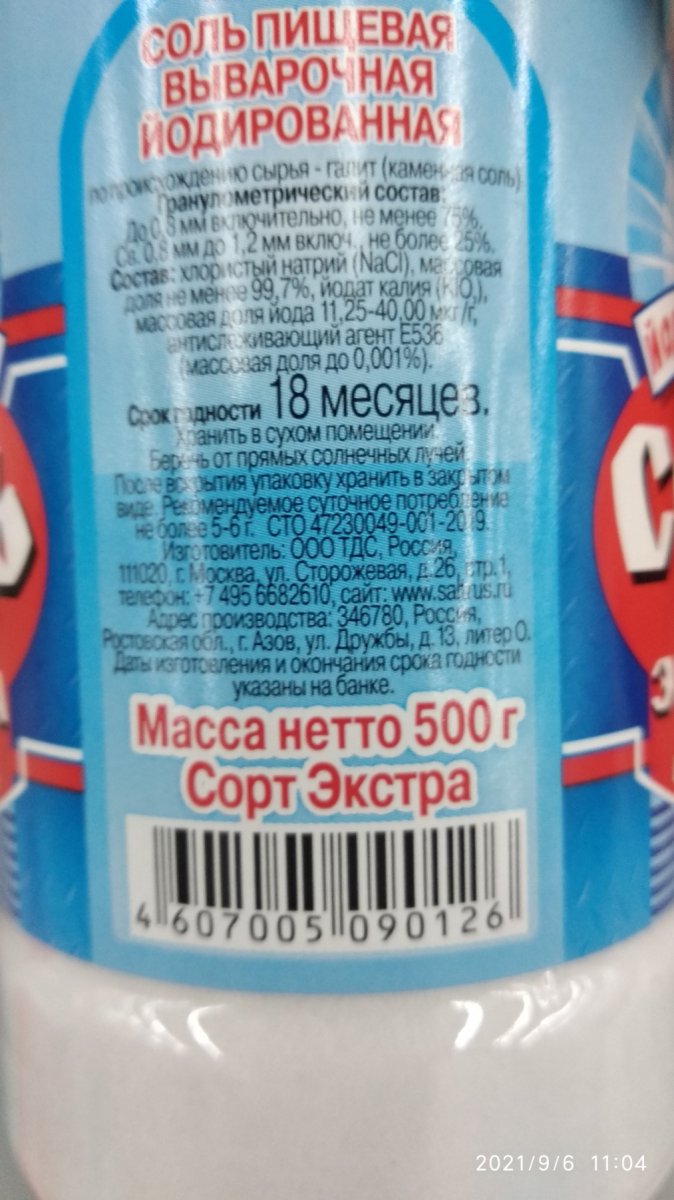 СОЛЬ ПИЩЕВАЯ
ВЫВАРОЧНАЯ
ЙОДИРОВАННАЯ
по происхождению сырья - галит (каменная соль)
Гранулометрический состав:
До 0,8 мм включительно, не менее 75%,
Св. 0,8 мм до 1,2 мм включ., не более 25%.
Состав: хлористый натрий (NaCl), массовая
доля не менее 99,7%, йодат калия (KIO₃),
массовая доля йода 11,25-40,00 мкг/г,
антислеживающий агент Е536
(массовая доля до 0,001%).
Срок годности 18 месяцев.
Хранить в сухом помещении.
Беречь от прямых солнечных лучей.
После вскрытия упаковку хранить в закрытом
виде. Рекомендуемое суточное потребление
не более 5-6 г. СТО 47230049-001-2019.
Изготовитель: ООО ТДС, Россия,
111020, г. Москва, ул. Сторожевая, д.26, стр.1,
телефон: +7 495 6682610, сайт: www.saltrus.ru
Адрес производства: 346780, Россия,
Ростовская обл., г. Азов, ул. Дружбы, д. 13, литер О.
Даты изготовления и окончания срока годности
указаны на банке.
Масса нетто 500 г
Сорт Экстра
4 607005 090126
2021/9/6 11:04